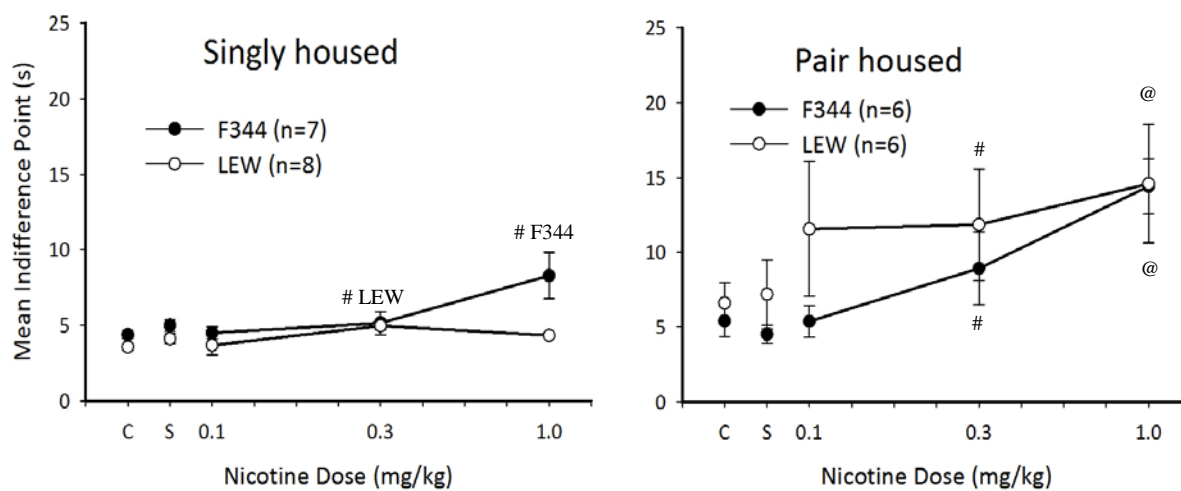 Singly housed
F344 (n=7)
LEW (n=8)
# F344
# LEW
Mean Indifference Point (s)
25
20
15
10
5
0
C S 0.1 0.3 1.0
Nicotine Dose (mg/kg)
Pair housed
F344 (n=6)
LEW (n=6)
@
#
@
#
25
20
15
10
5
0
C S 0.1 0.3 1.0
Nicotine Dose (mg/kg)